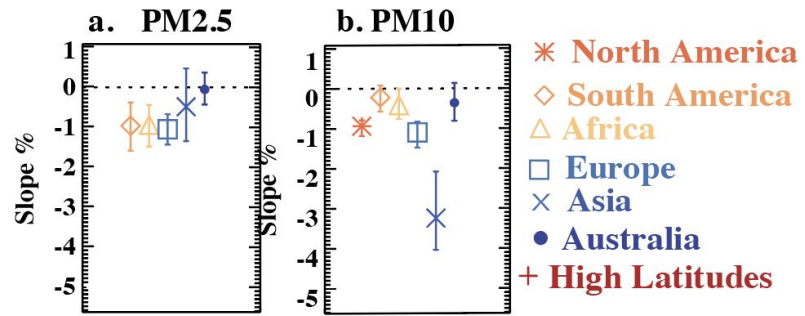 a. PM2.5
b. PM10
1
0
-1
-2
-3
-4
-5
Slope %
1
0
-1
-2
-3
-4
-5
Slope %
North America
South America
Africa
Europe
Asia
Australia
High Latitudes